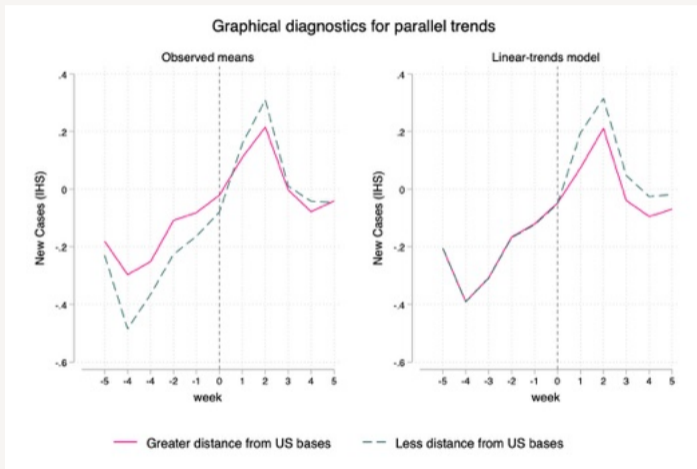 Graphical diagnostics for parallel trends
Observed means
.4
.2
0
-.2
-.4
-.6
New Cases (IHS)
-5 -4 -4 -2 -1 0 1 2 3 4 5
week
Linear-trends model
.4
.2
0
-.2
-.4
-.6
New Cases (IHS)
-5 -4 -3 -2 -1 0 1 2 3 4 5
week
Greater distance from US bases
Less distance from US bases